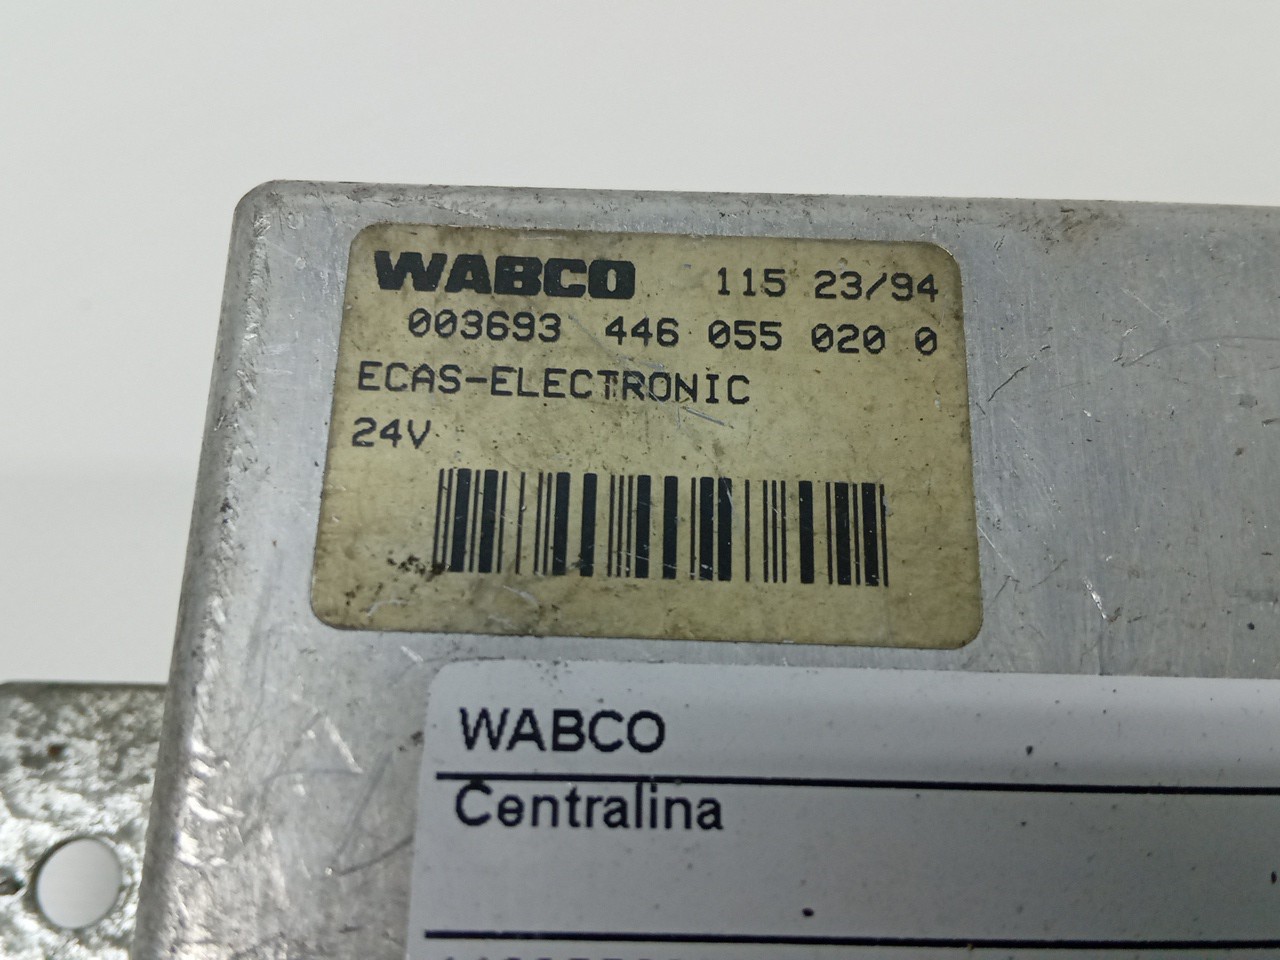 WABCO 115 23/94
003693 446 055 020 0
ECAS-ELECTRONIC
24V
WABCO
Centralina